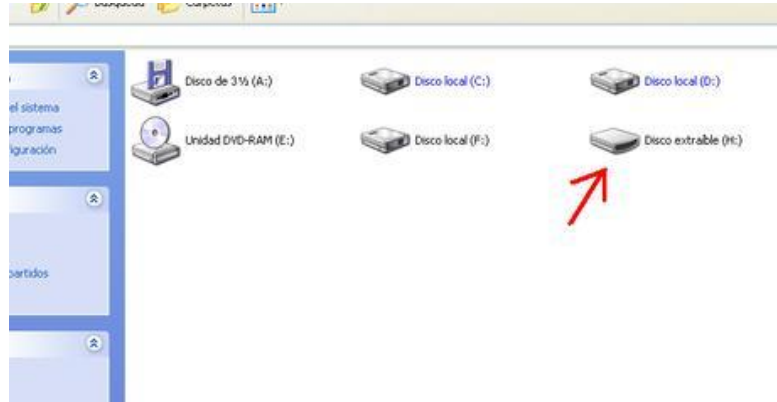 Búsqueda Carpetas
Disco de 3½ (A:)
Disco local (C:)
Disco local (D:)
el sistema
programas
Unidad DVD-RAM (E:)
Disco local (F:)
Disco extraíble (H:)
iguración
partidos